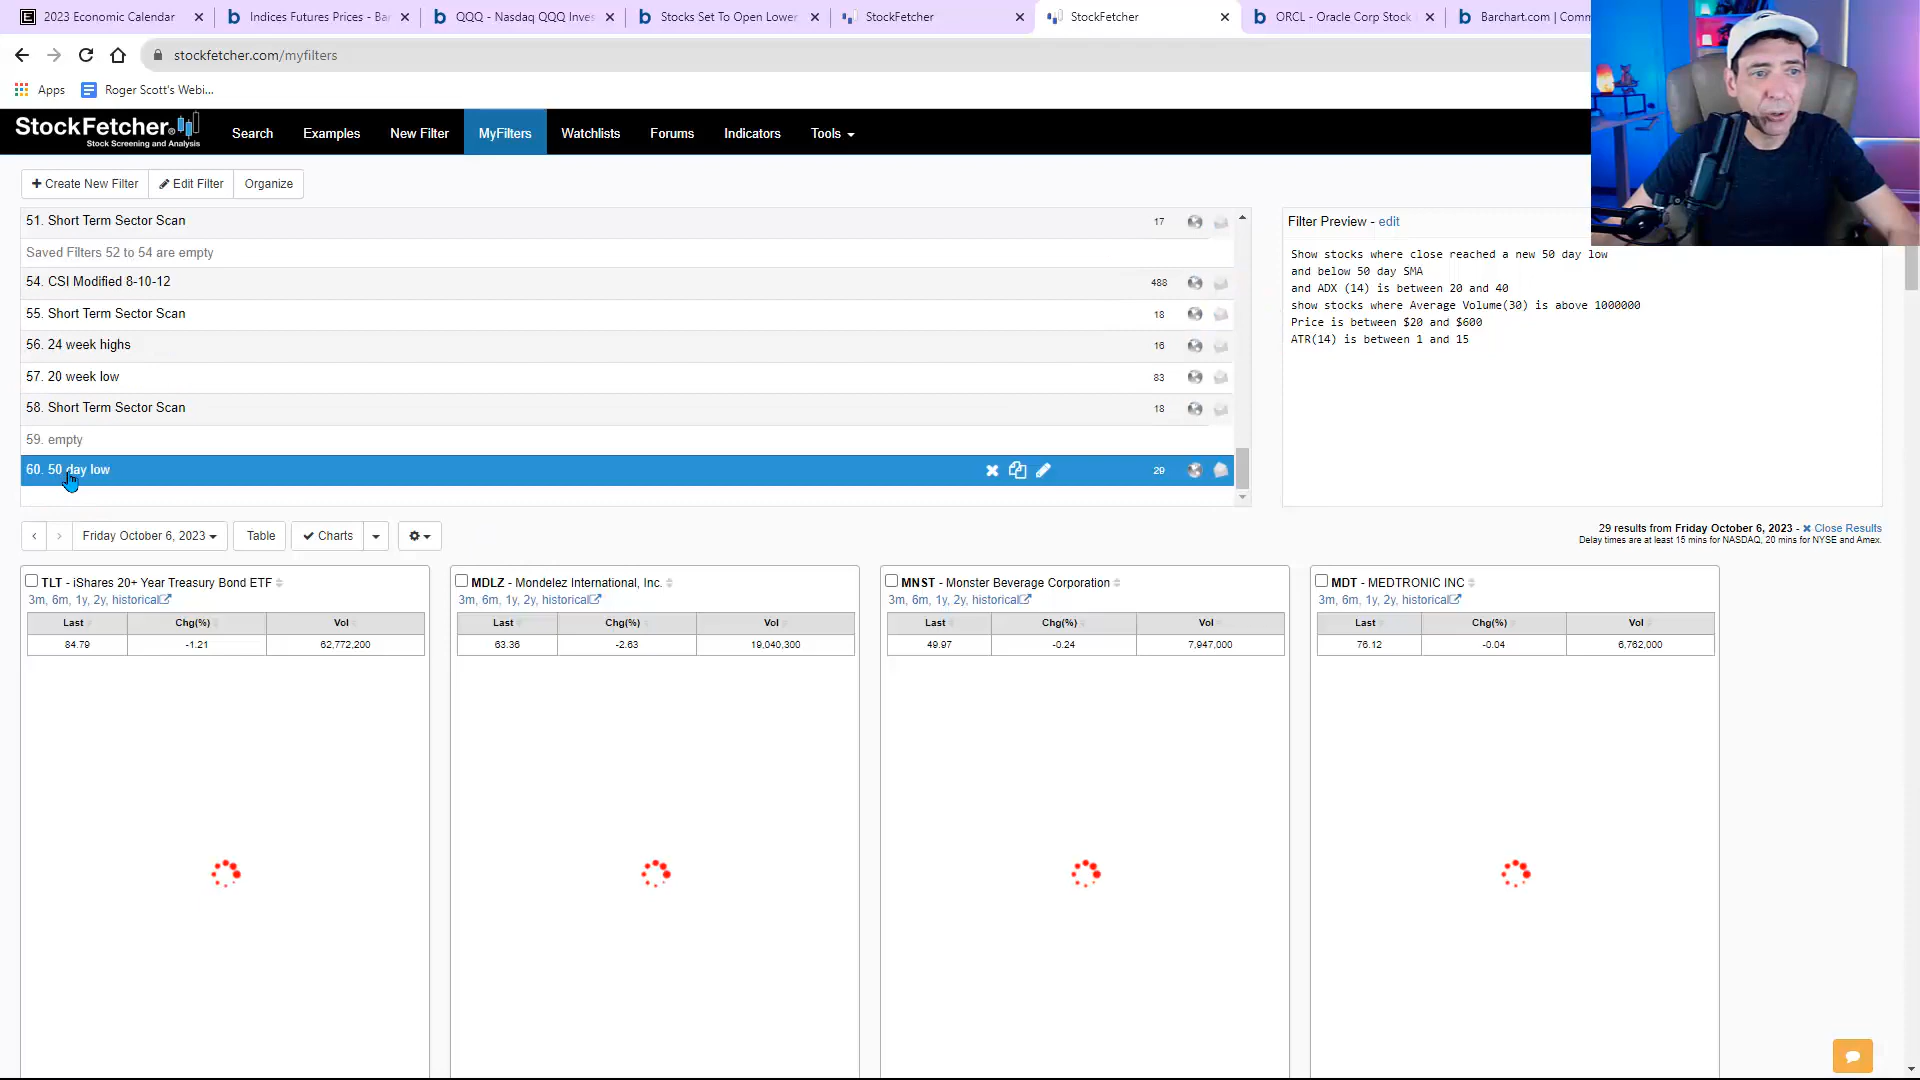 2023 Economic Calendar
Indices Futures Prices - Bar
QQQ - Nasdaq QQQ Inves
Stocks Set To Open Lower
StockFetcher
StockFetcher
ORCL - Oracle Corp Stock
Barchart.com | Comm
stockfetcher.com/myfilters
Apps
Roger Scott's Webi...
StockFetcher
Stock Screening and Analysis
Search
Examples
New Filter
MyFilters
Watchlists
Forums
Indicators
Tools
Create New Filter
Edit Filter
Organize
51. Short Term Sector Scan 17
Saved Filters 52 to 54 are empty
54. CSI Modified 8-10-12 488
55. Short Term Sector Scan 18
56. 24 week highs 16
57. 20 week low 83
58. Short Term Sector Scan 18
59. empty
60. 50 day low 29
Filter Preview - edit
Show stocks where close reached a new 50 day low
and below 50 day SMA
and ADX (14) is between 20 and 40
show stocks where Average Volume(30) is above 1000000
Price is between $20 and $600
ATR(14) is between 1 and 15
Friday October 6, 2023
Table
Charts
29 results from Friday October 6, 2023 - Close Results
Delay times are at least 15 mins for NASDAQ, 20 mins for NYSE and Amex.
TLT - iShares 20+ Year Treasury Bond ETF
3m, 6m, 1y, 2y, historical
Last Chg(%) Vol
84.79 -1.21 62,772,200
MDLZ - Mondelez International, Inc.
3m, 6m, 1y, 2y, historical
Last Chg(%) Vol
63.36 -2.63 19,040,300
MNST - Monster Beverage Corporation
3m, 6m, 1y, 2y, historical
Last Chg(%) Vol
49.97 -0.24 7,947,000
MDT - MEDTRONIC INC
3m, 6m, 1y, 2y, historical
Last Chg(%) Vol
76.12 -0.04 6,762,000